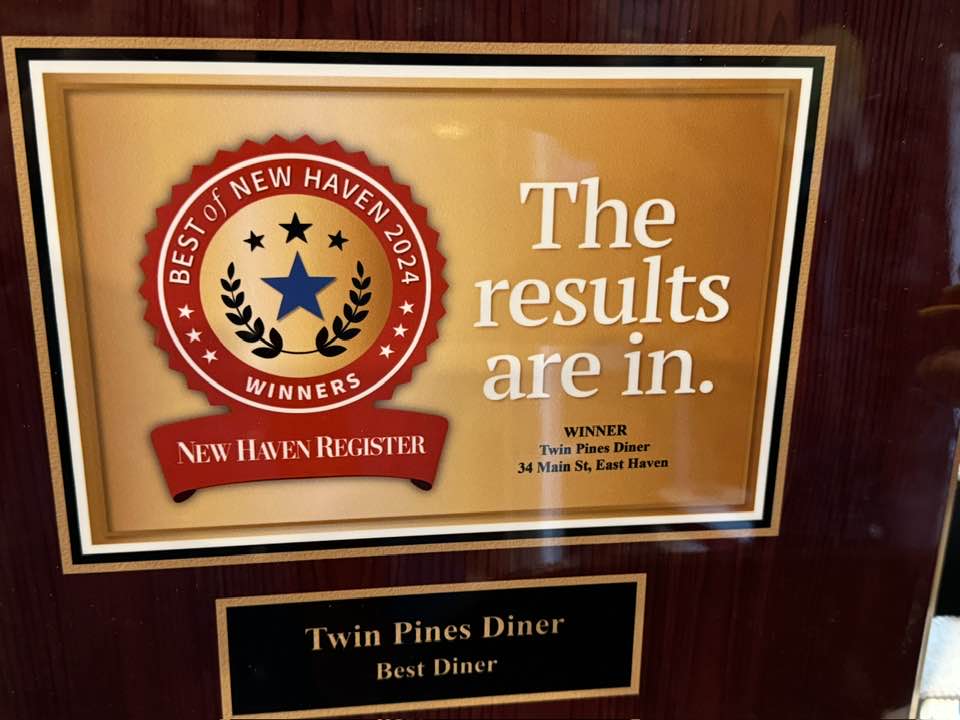 BEST of NEW HAVEN 2024
WINNERS
NEW HAVEN REGISTER
The
results
are in.
WINNER
Twin Pines Diner
34 Main St, East Haven
Twin Pines Diner
Best Diner